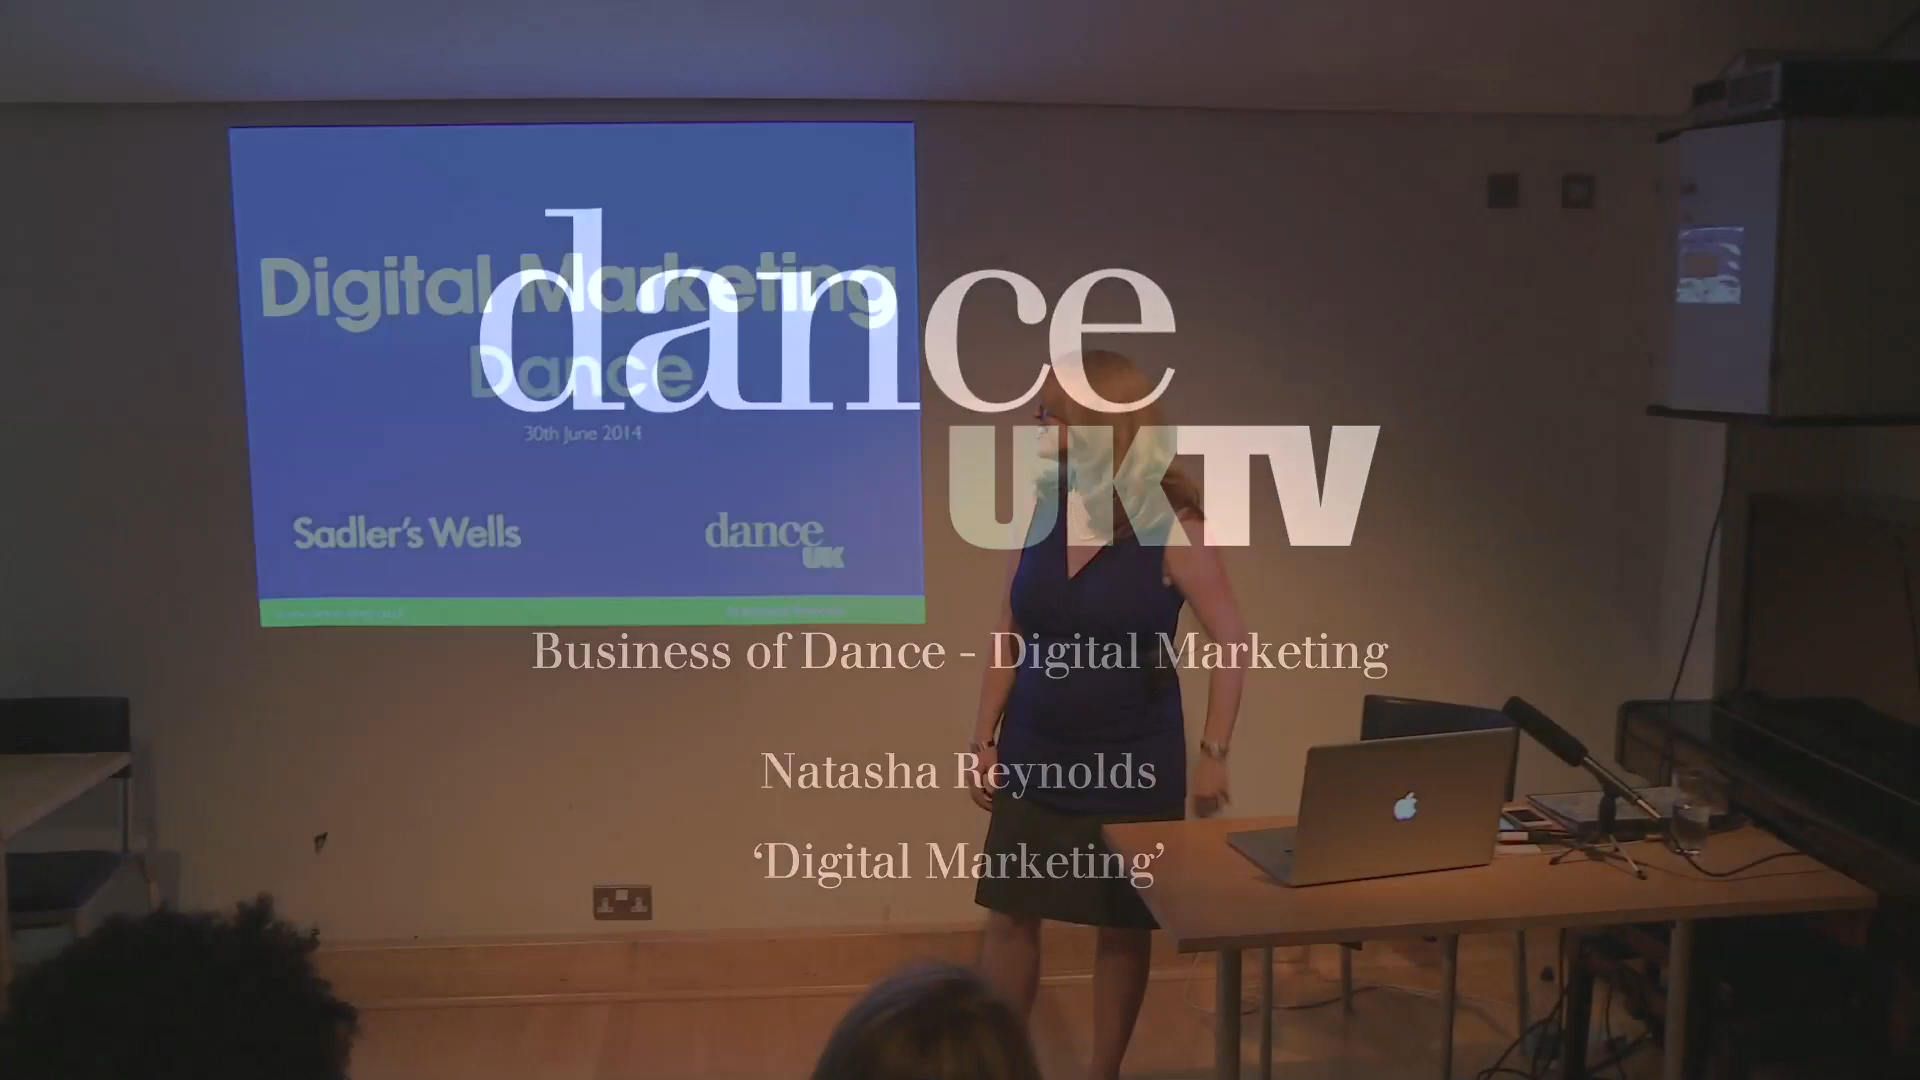 Digital Marketing
Dance
30th June 2014
Sadler's Wells
dance
UK
dance
UKTV
Business of Dance - Digital Marketing
Natasha Reynolds
‘Digital Marketing’